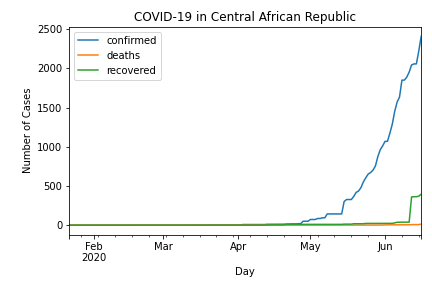 COVID-19 in Central African Republic
confirmed
deaths
recovered
Number of Cases
2500
2000
1500
1000
500
0
Feb
2020
Mar
Apr
May
Jun
Day